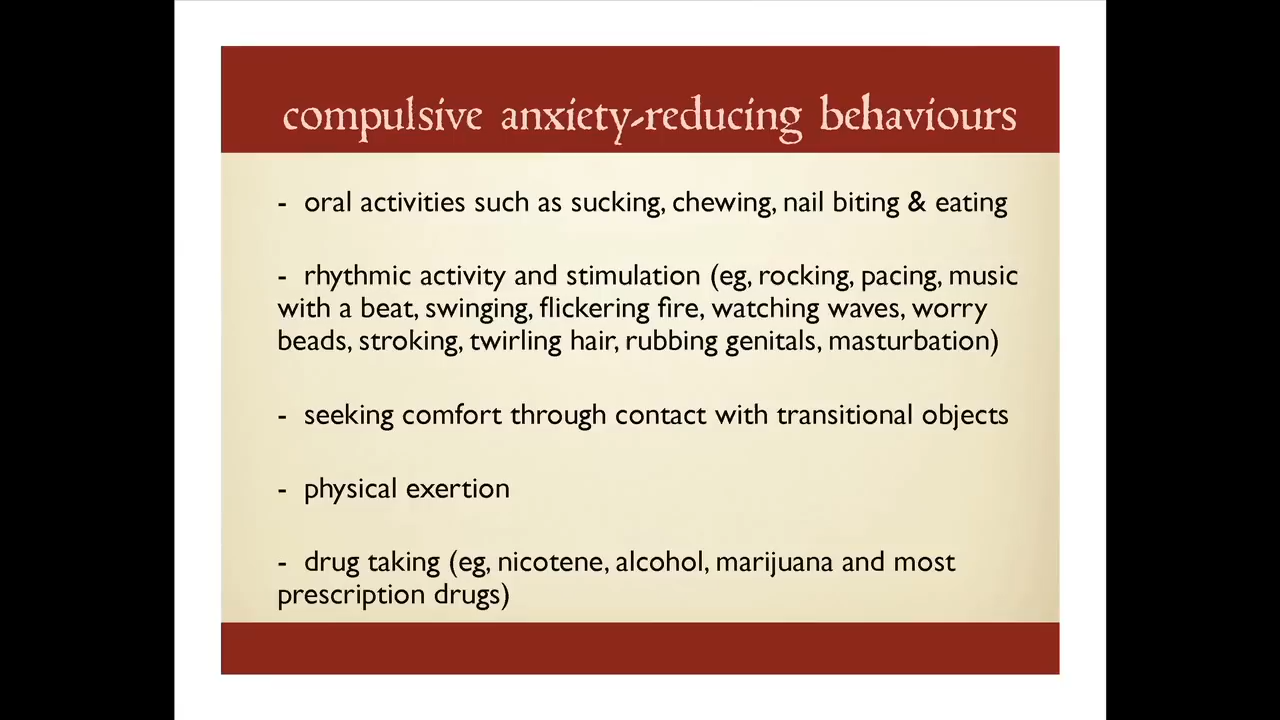 compulsive anxiety-reducing behaviours
- oral activities such as sucking, chewing, nail biting & eating
- rhythmic activity and stimulation (eg, rocking, pacing, music
with a beat, swinging, flickering fire, watching waves, worry
beads, stroking, twirling hair, rubbing genitals, masturbation)
- seeking comfort through contact with transitional objects
- physical exertion
- drug taking (eg, nicotene, alcohol, marijuana and most
prescription drugs)